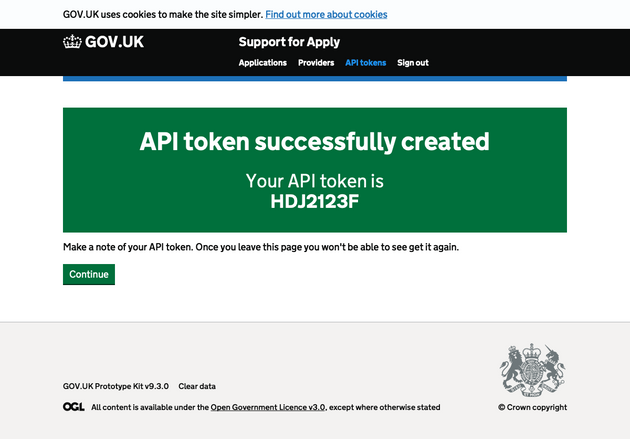 GOV.UK uses cookies to make the site simpler. Find out more about cookies
GOV.UK Support for Apply
Applications Providers API tokens Sign out
API token successfully created
Your API token is
HDJ2123F
Make a note of your API token. Once you leave this page you won't be able to see get it again.
Continue
GOV.UK Prototype Kit v9.3.0 Clear data
OGL All content is available under the Open Government Licence v3.0, except where otherwise stated
© Crown copyright